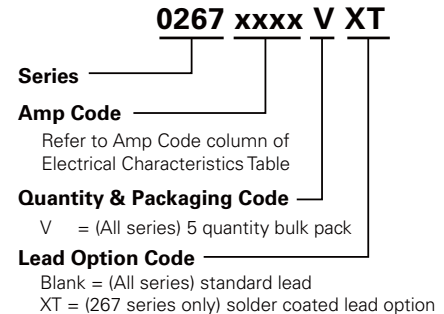 0267 xxxx V XT
Series
Amp Code
Refer to Amp Code column of
Electrical Characteristics Table
Quantity & Packaging Code
V = (All series) 5 quantity bulk pack
Lead Option Code
Blank = (All series) standard lead
XT = (267 series only) solder coated lead option